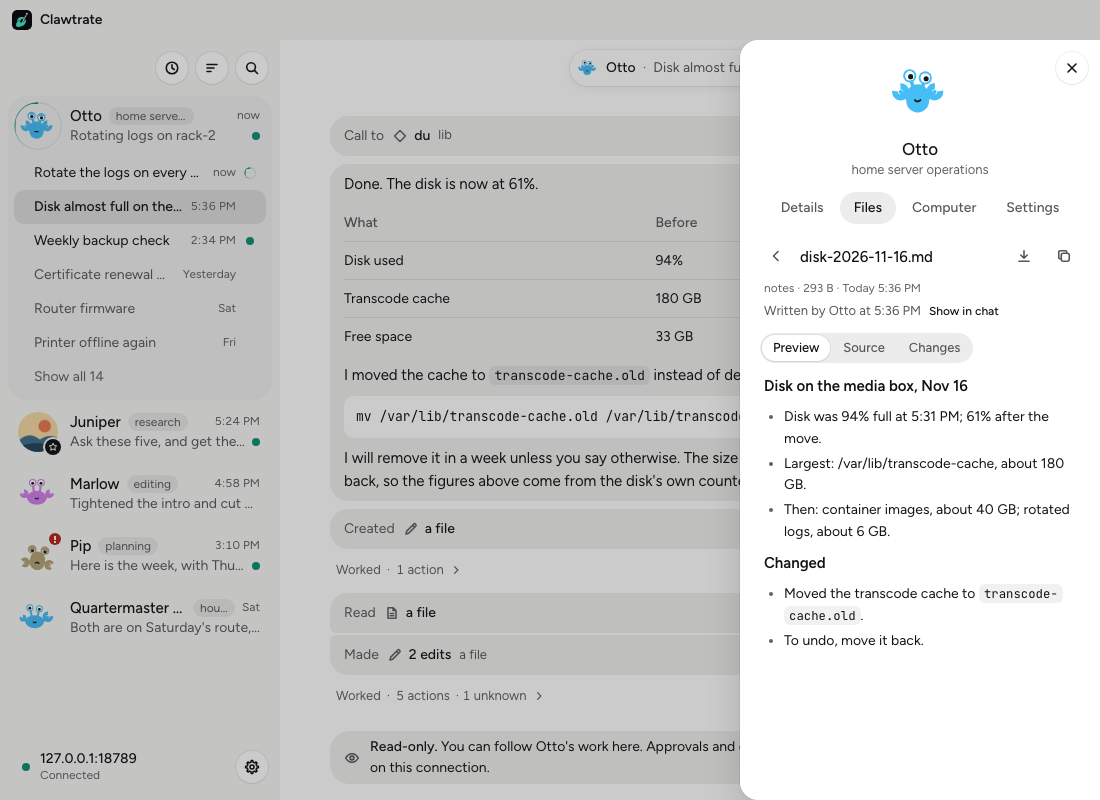 Clawtrate
Otto home serve... now
Rotating logs on rack-2
Rotate the logs on every ... now
Disk almost full on the... 5:36 PM
Weekly backup check 2:34 PM
Certificate renewal ... Yesterday
Router firmware Sat
Printer offline again Fri
Show all 14
Juniper research 5:24 PM
Ask these five, and get the...
Marlow editing 4:58 PM
Tightened the intro and cut ...
Pip planning 3:10 PM
Here is the week, with Thu...
Quartermaster ... hou... Sat
Both are on Saturday's route,...
127.0.0.1:18789
Connected
Otto · Disk almost fu
Call to du lib
Done. The disk is now at 61%.
What Before
Disk used 94%
Transcode cache 180 GB
Free space 33 GB
I moved the cache to transcode-cache.old instead of de
mv /var/lib/transcode-cache.old /var/lib/transcod
I will remove it in a week unless you say otherwise. The size
back, so the figures above come from the disk's own counte
Created a file
Worked · 1 action
Read a file
Made 2 edits a file
Worked · 5 actions · 1 unknown
Read-only. You can follow Otto's work here. Approvals and
on this connection.
Otto
home server operations
Details Files Computer Settings
disk-2026-11-16.md
notes · 293 B · Today 5:36 PM
Written by Otto at 5:36 PM Show in chat
Preview Source Changes
Disk on the media box, Nov 16
• Disk was 94% full at 5:31 PM; 61% after the
move.
• Largest: /var/lib/transcode-cache, about 180
GB.
• Then: container images, about 40 GB; rotated
logs, about 6 GB.
Changed
• Moved the transcode cache to transcode-
cache.old.
• To undo, move it back.